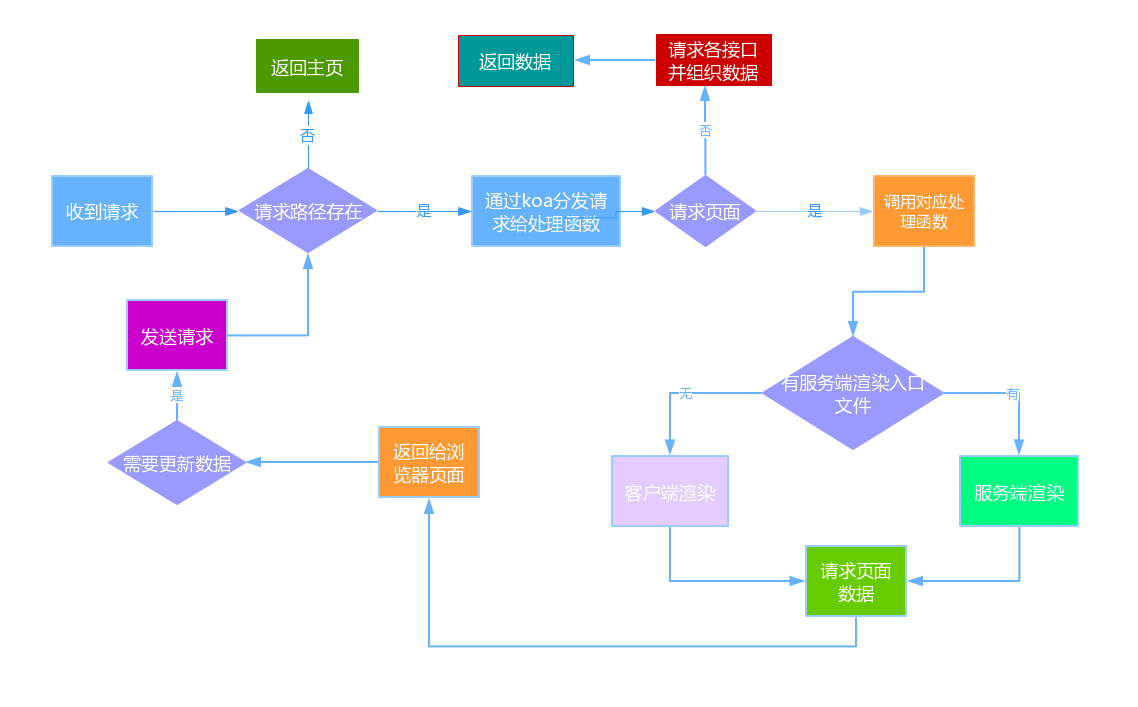 返回主页
返回数据
请求各接口
并组织数据
否
否
收到请求
请求路径存在
是
通过koa分发请
求给处理函数
请求页面
是
调用对应处
理函数
发送请求
是
需要更新数据
返回给浏
览器页面
无
有服务端渲染入口
文件
有
客户端渲染
服务端渲染
请求页面
数据